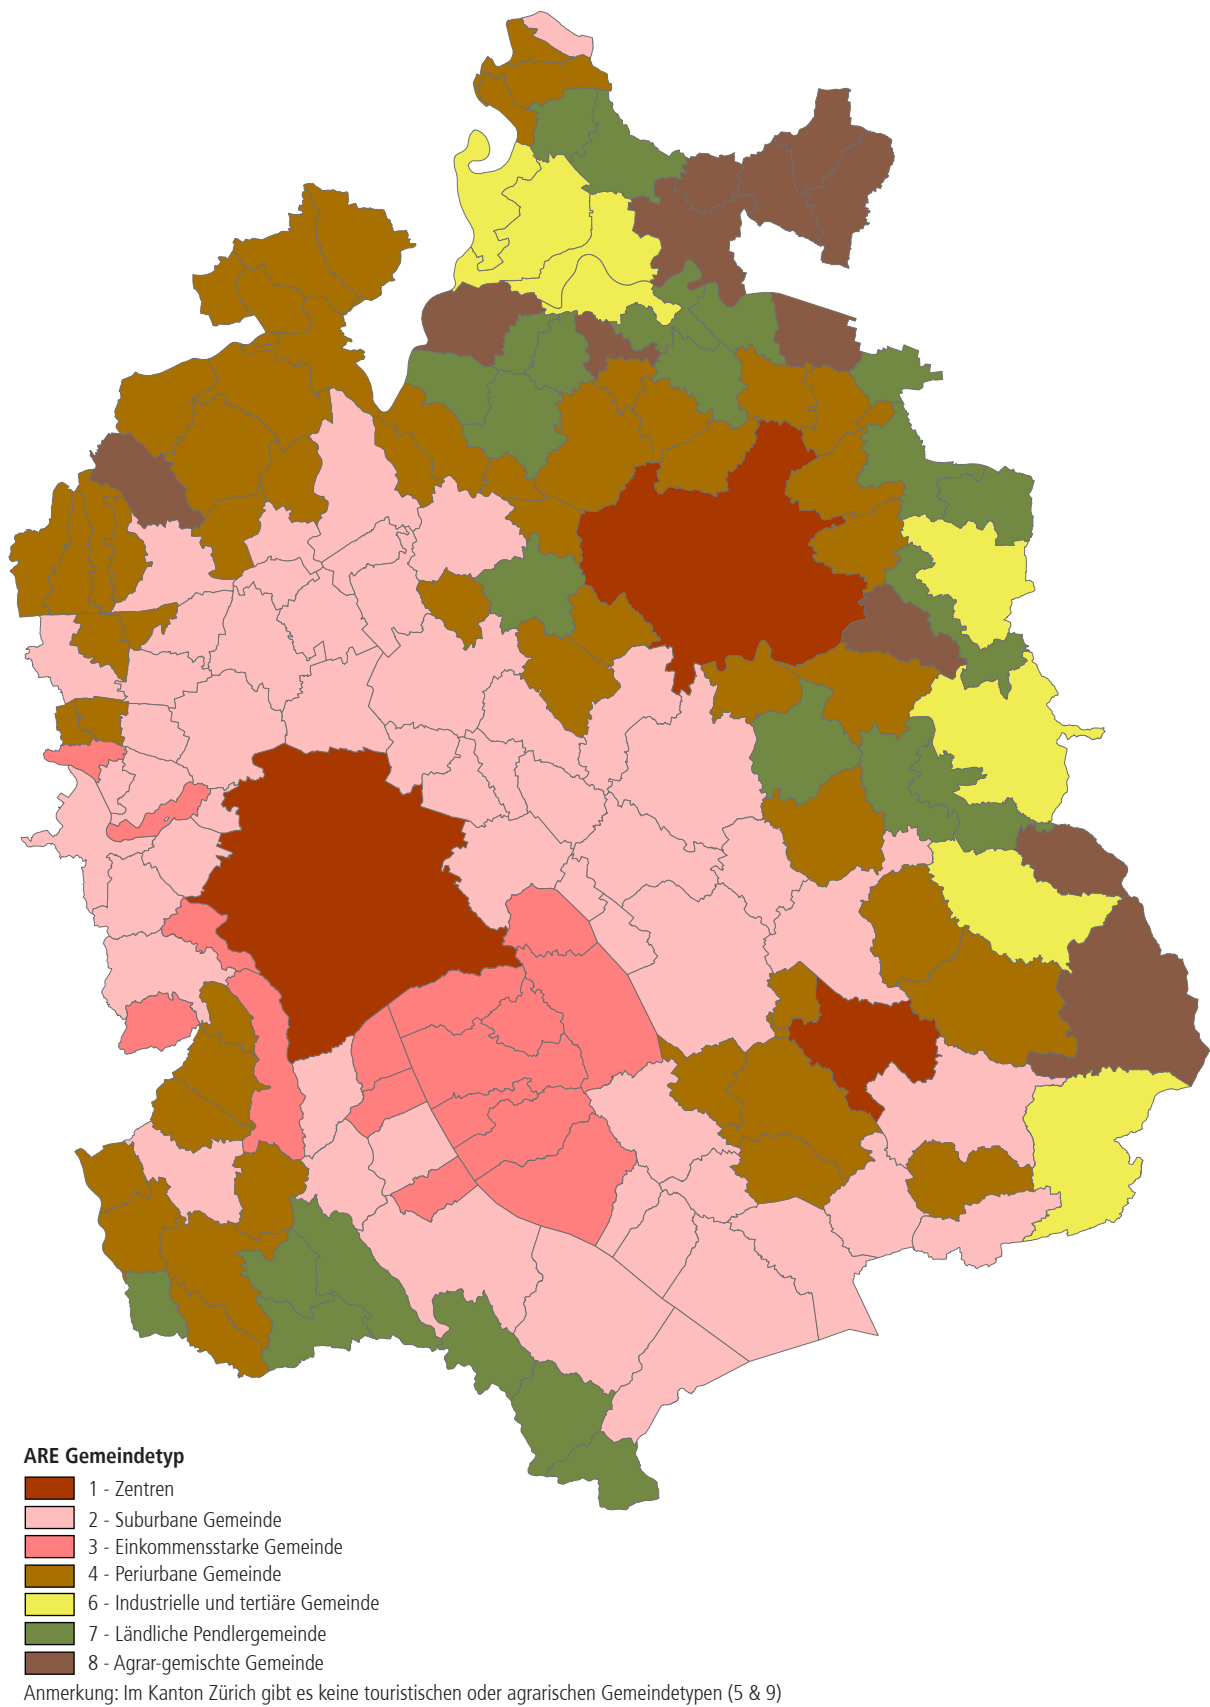 ARE Gemeindetyp
1 - Zentren
2 - Suburbane Gemeinde
3 - Einkommensstarke Gemeinde
4 - Periurbane Gemeinde
6 - Industrielle und tertiäre Gemeinde
7 - Ländliche Pendlergemeinde
8 - Agrar-gemischte Gemeinde
Anmerkung: Im Kanton Zürich gibt es keine touristischen oder agrarischen Gemeindetypen (5 & 9)